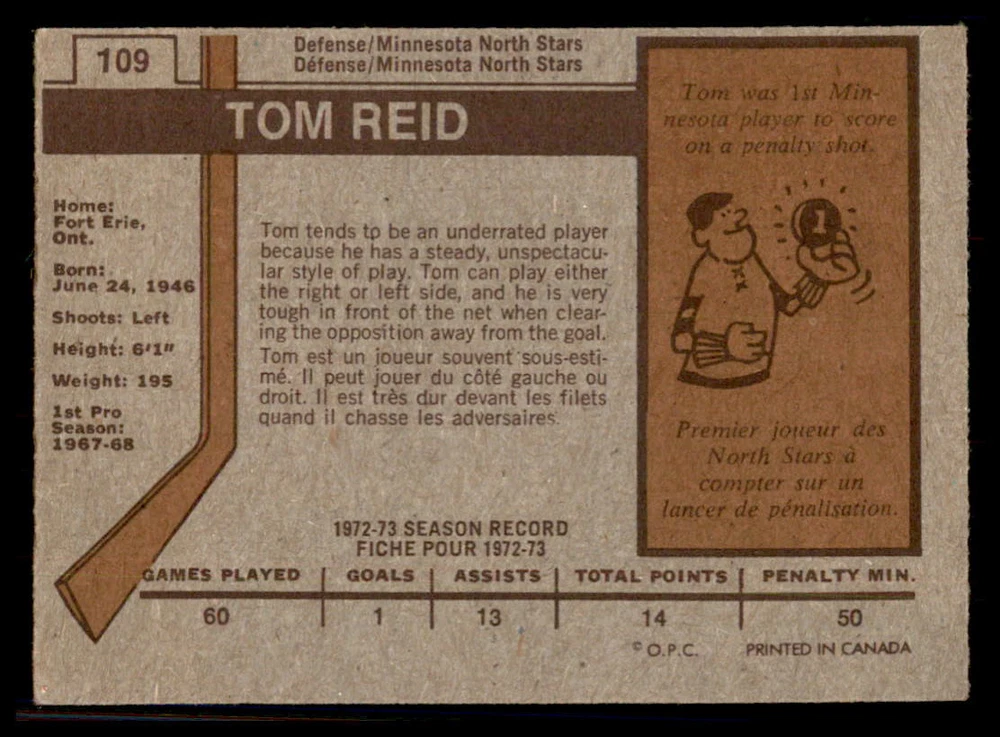 109
Defense/Minnesota North Stars
Défense/Minnesota North Stars
TOM REID
Home:
Fort Erie,
Ont.
Born:
June 24, 1946
Shoots: Left
Height: 6'1"
Weight: 195
1st Pro
Season:
1967-68
Tom tends to be an underrated player
because he has a steady, unspectacu-
lar style of play. Tom can play either
the right or left side, and he is very
tough in front of the net when clear-
ing the opposition away from the goal.
Tom est un joueur souvent sous-esti-
mé. Il peut jouer du côté gauche ou
droit. Il est très dur devant les filets
quand il chasse les adversaires.
Tom was 1st Min-
nesota player to score
on a penalty shot.
1
Premier joueur des
North Stars à
compter sur un
lancer de pénalisation.
1972-73 SEASON RECORD
FICHE POUR 1972-73
GAMES PLAYED GOALS ASSISTS TOTAL POINTS PENALTY MIN.
60 1 13 14 50
© O.P.C. PRINTED IN CANADA